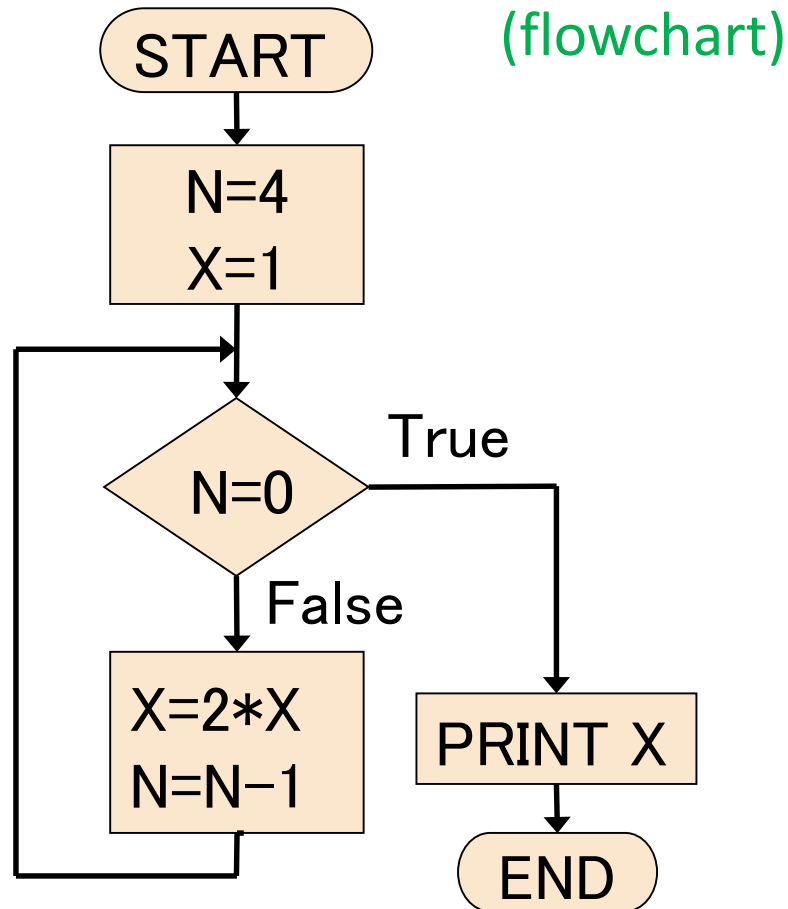 (flowchart)
START
N=4
X=1
N=0
True
False
X=2*X
N=N-1
PRINT X
END